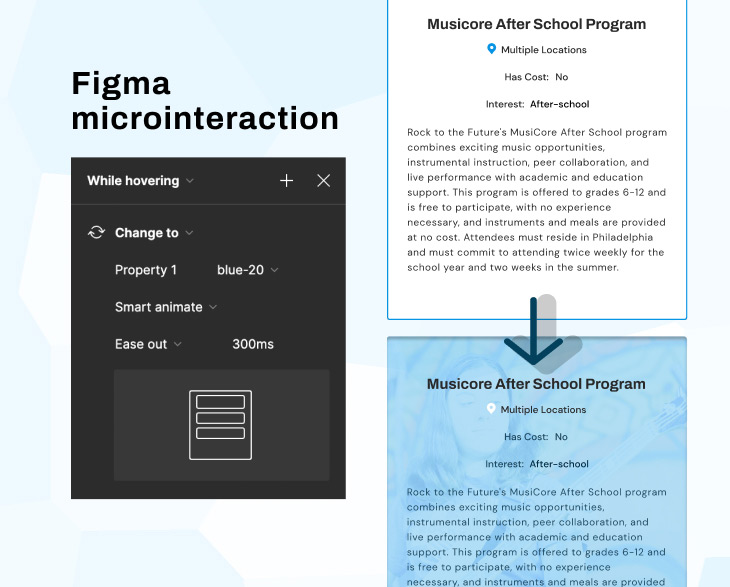 Figma
microinteraction
While hovering
Change to
Property 1 blue-20
Smart animate
Ease out 300ms
Musicore After School Program
Multiple Locations
Has Cost: No
Interest: After-school
Rock to the Future's MusiCore After School program
combines exciting music opportunities,
instrumental instruction, peer collaboration, and
live performance with academic and education
support. This program is offered to grades 6-12 and
is free to participate, with no experience
necessary, and instruments and meals are provided
at no cost. Attendees must reside in Philadelphia
and must commit to attending twice weekly for the
school year and two weeks in the summer.
Musicore After School Program
Multiple Locations
Has Cost: No
Interest: After-school
Rock to the Future's MusiCore After School program
combines exciting music opportunities,
instrumental instruction, peer collaboration, and
live performance with academic and education
support. This program is offered to grades 6-12 and
is free to participate, with no experience
necessary, and instruments and meals are provided